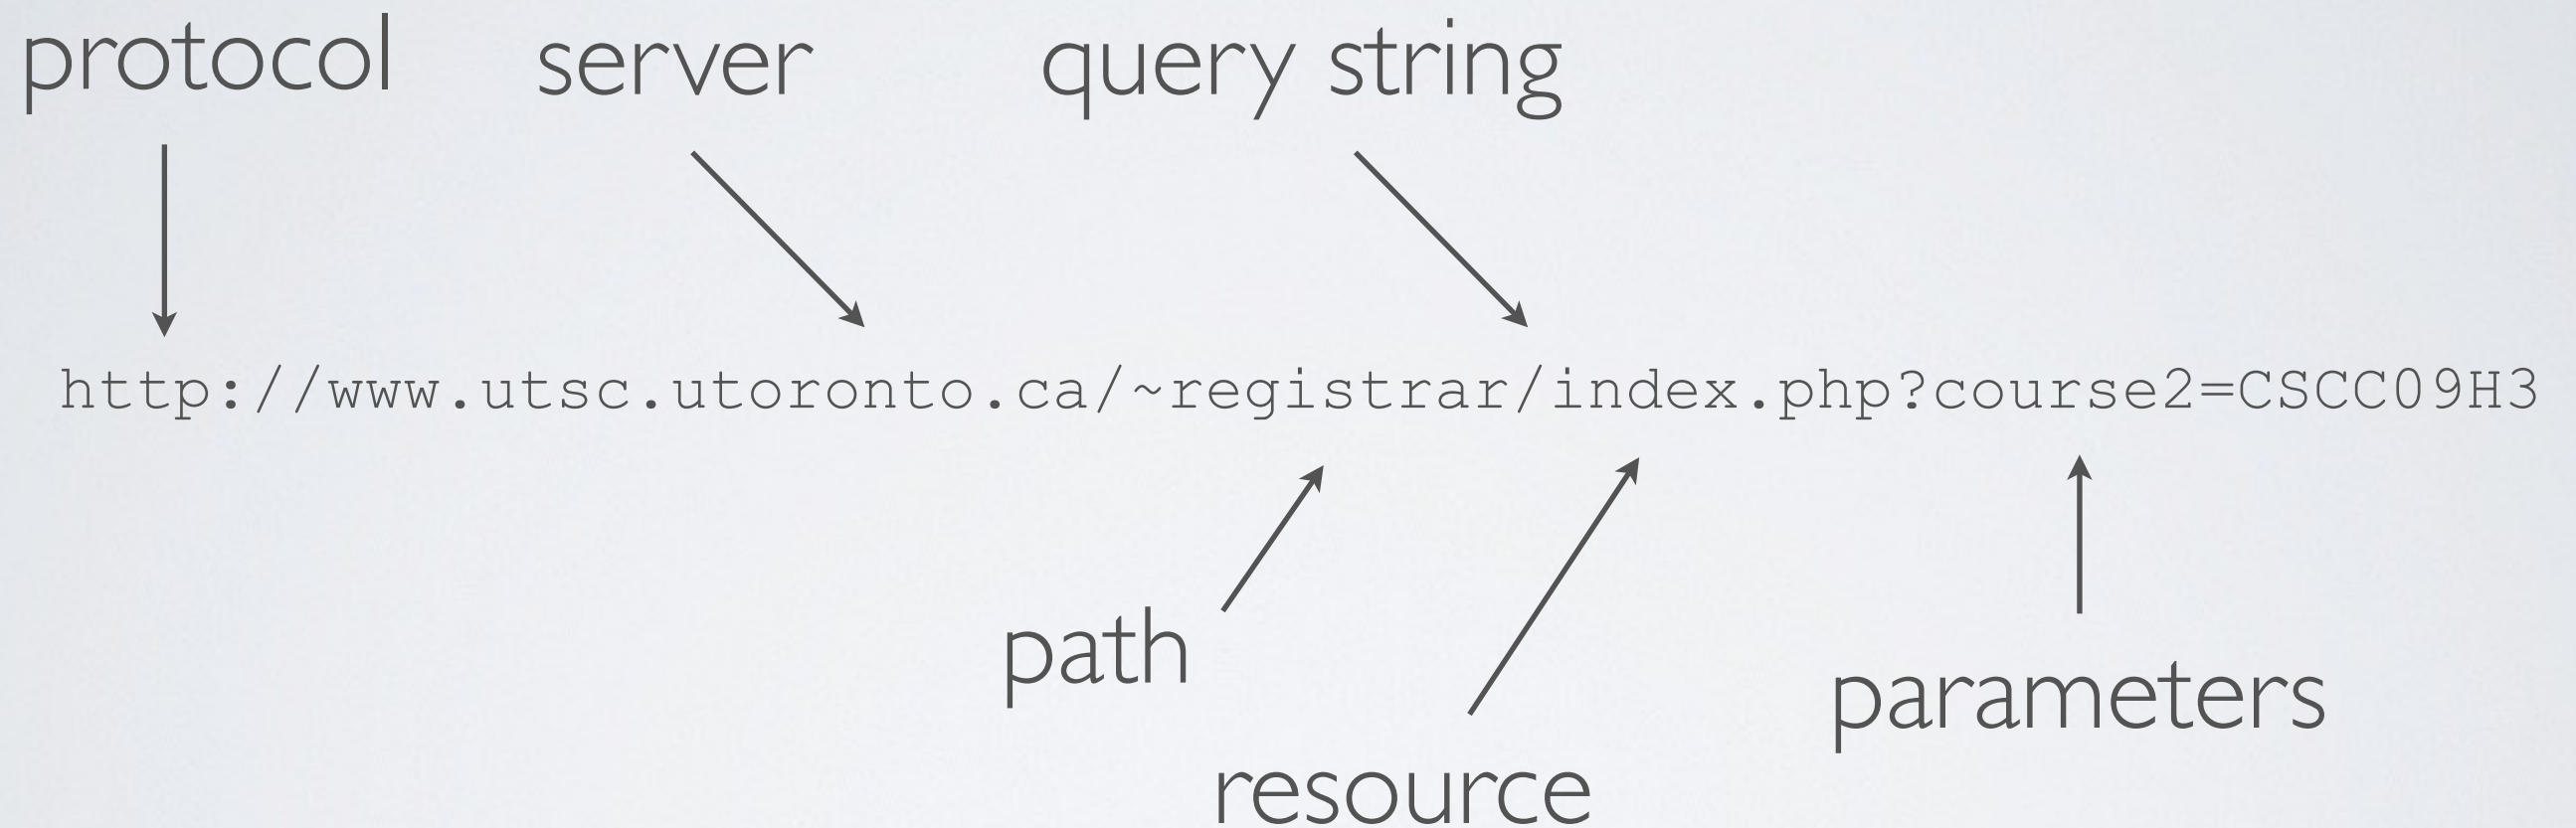 protocol
server
query string
http://www.utsc.utoronto.ca/~registrar/index.php?course2=CSCC09H3
path
resource
parameters